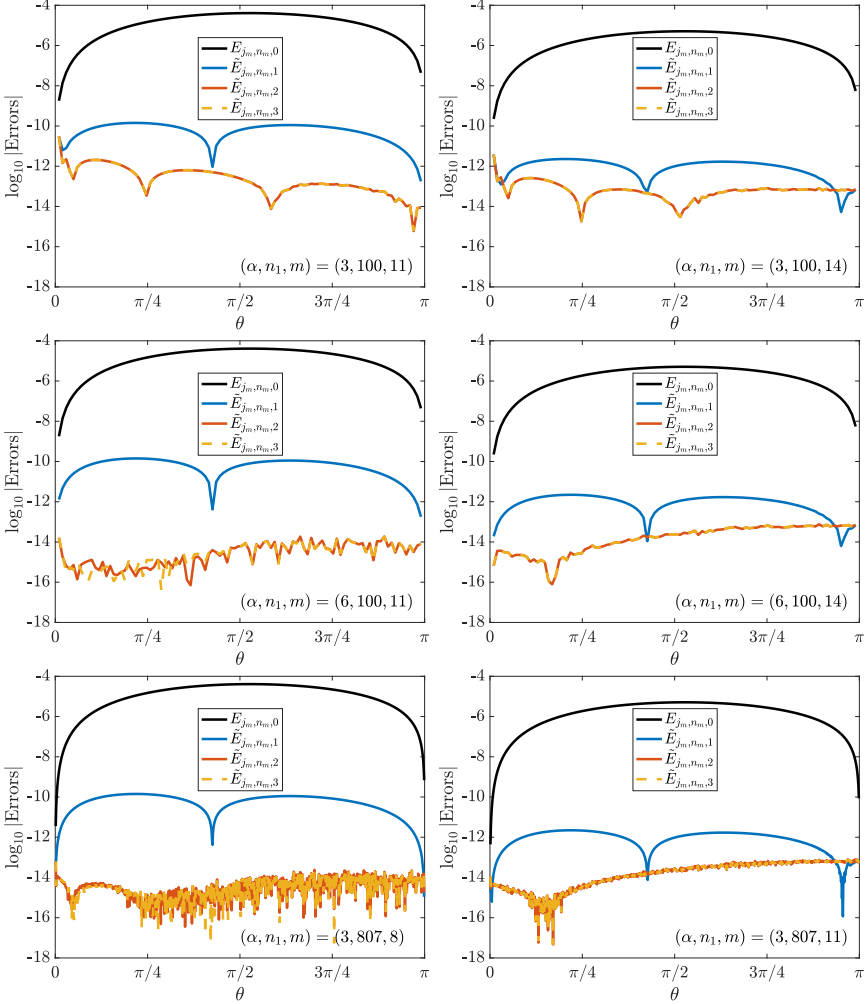 -4
-6
-8
-10
-12
-14
-16
-18
log₁₀ |Errors|
E_{j_m,n_m,0}
Ẽ_{j_m,n_m,1}
Ẽ_{j_m,n_m,2}
Ẽ_{j_m,n_m,3}
(α, n₁, m) = (3, 100, 11)
0 π/4 π/2 3π/4 π
θ
-4
-6
-8
-10
-12
-14
-16
-18
log₁₀ |Errors|
E_{j_m,n_m,0}
Ẽ_{j_m,n_m,1}
Ẽ_{j_m,n_m,2}
Ẽ_{j_m,n_m,3}
(α, n₁, m) = (3, 100, 14)
0 π/4 π/2 3π/4 π
θ
-4
-6
-8
-10
-12
-14
-16
-18
log₁₀ |Errors|
E_{j_m,n_m,0}
Ẽ_{j_m,n_m,1}
Ẽ_{j_m,n_m,2}
Ẽ_{j_m,n_m,3}
(α, n₁, m) = (6, 100, 11)
0 π/4 π/2 3π/4 π
θ
-4
-6
-8
-10
-12
-14
-16
-18
log₁₀ |Errors|
E_{j_m,n_m,0}
Ẽ_{j_m,n_m,1}
Ẽ_{j_m,n_m,2}
Ẽ_{j_m,n_m,3}
(α, n₁, m) = (6, 100, 14)
0 π/4 π/2 3π/4 π
θ
-4
-6
-8
-10
-12
-14
-16
-18
log₁₀ |Errors|
E_{j_m,n_m,0}
Ẽ_{j_m,n_m,1}
Ẽ_{j_m,n_m,2}
Ẽ_{j_m,n_m,3}
(α, n₁, m) = (3, 807, 8)
0 π/4 π/2 3π/4 π
θ
-4
-6
-8
-10
-12
-14
-16
-18
log₁₀ |Errors|
E_{j_m,n_m,0}
Ẽ_{j_m,n_m,1}
Ẽ_{j_m,n_m,2}
Ẽ_{j_m,n_m,3}
(α, n₁, m) = (3, 807, 11)
0 π/4 π/2 3π/4 π
θ